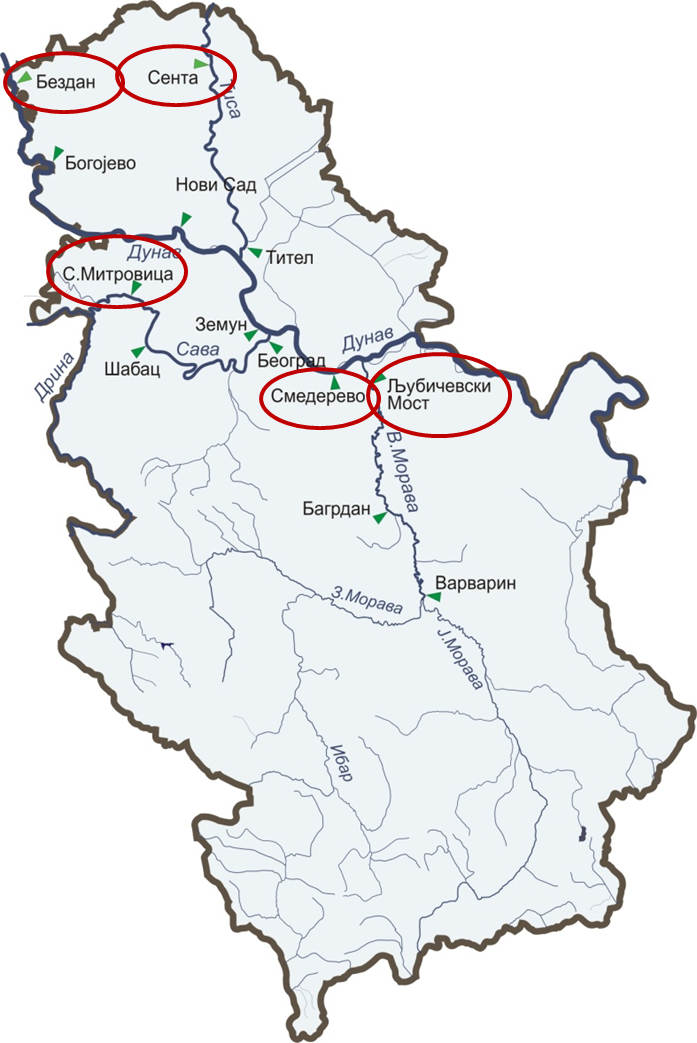 Бездан
Сента
Тиса
Богојево
Нови Сад
Дунав
Тител
С.Митровица
Земун
Београд
Дунав
Сава
Шабац
Дрина
Смедерево
Љубичевски
Мост
В.Морава
Багрдан
Варварин
З.Морава
Ј.Морава
Ибар